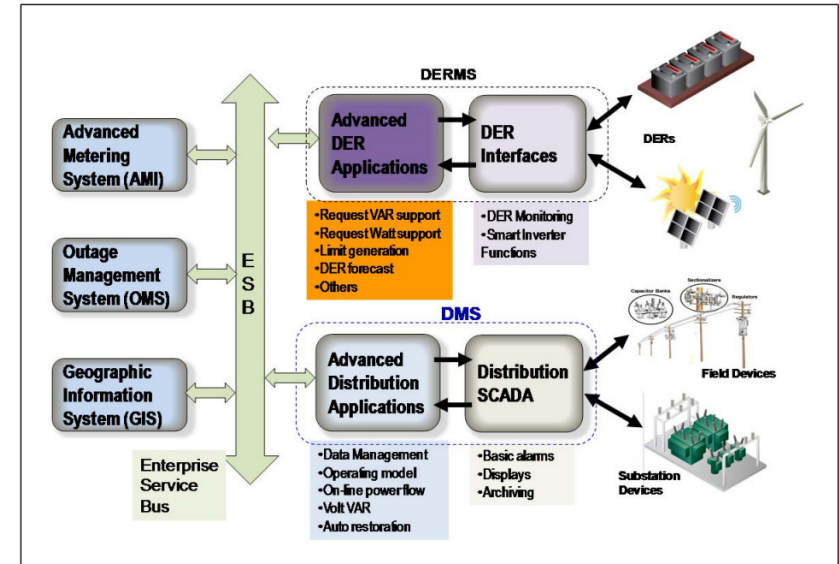 DERMS
Advanced
Metering
System (AMI)
Outage
Management
System (OMS)
Geographic
Information
System (GIS)
E
S
B
Enterprise
Service
Bus
Advanced
DER
Applications
DER
Interfaces
•Request VAR support
•Request Watt support
•Limit generation
•DER forecast
•Others
•DER Monitoring
•Smart Inverter
Functions
DERs
DMS
Advanced
Distribution
Applications
Distribution
SCADA
•Data Management
•Operating model
•On-line power flow
•Volt VAR
•Auto restoration
•Basic alarms
•Displays
•Archiving
Capacitor Banks
Sectionalizers
Regulators
Field Devices
Substation
Devices